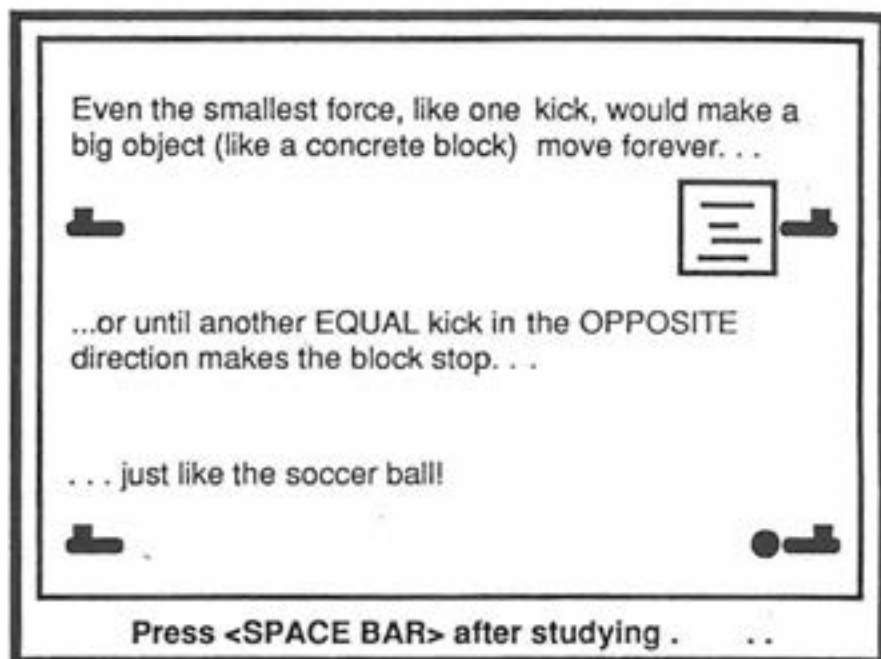 Even the smallest force, like one kick, would make a
big object (like a concrete block) move forever. . .
...or until another EQUAL kick in the OPPOSITE
direction makes the block stop. . .
. . . just like the soccer ball!
Press <SPACE BAR> after studying . . .